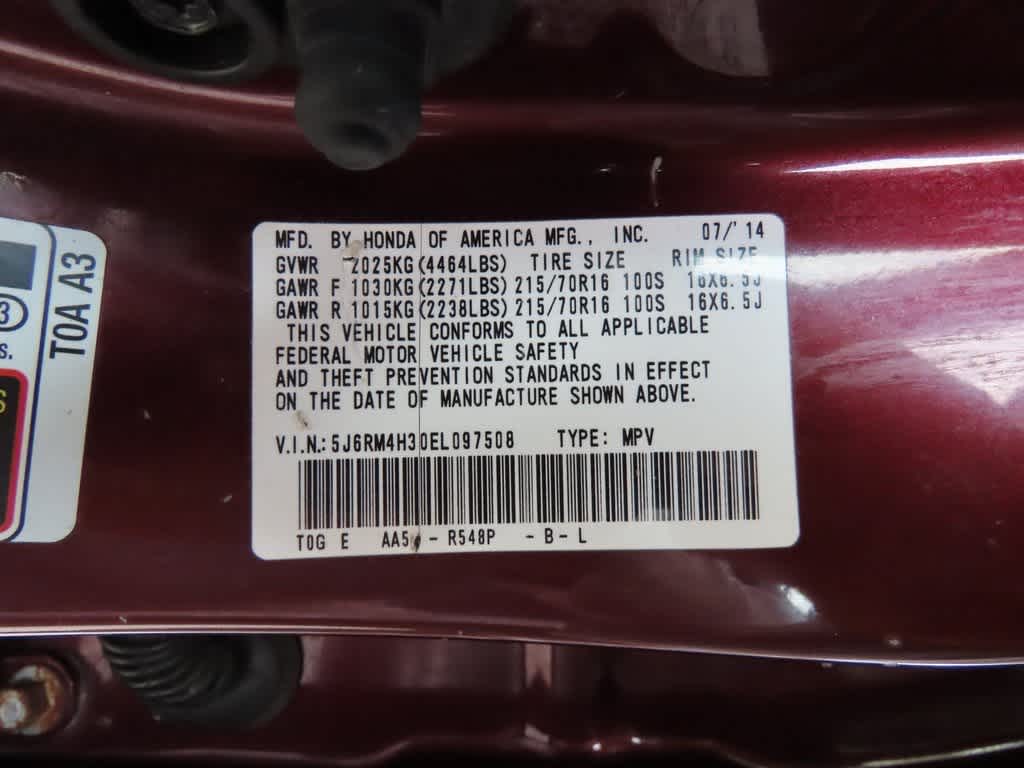 MFD. BY HONDA OF AMERICA MFG., INC. 07/'14
GVWR 2025KG(4464LBS) TIRE SIZE RIM SIZE
GAWR F 1030KG(2271LBS) 215/70R16 100S 16X6.5J
GAWR R 1015KG(2238LBS) 215/70R16 100S 16X6.5J
THIS VEHICLE CONFORMS TO ALL APPLICABLE
FEDERAL MOTOR VEHICLE SAFETY
AND THEFT PREVENTION STANDARDS IN EFFECT
ON THE DATE OF MANUFACTURE SHOWN ABOVE.
V.I.N.: 5J6RM4H30EL097508 TYPE: MPV
T0G E - R548P - B - L
T0A A3
3
S.
S